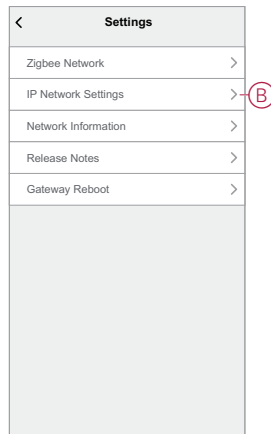 Settings
Zigbee Network
IP Network Settings
B
Network Information
Release Notes
Gateway Reboot